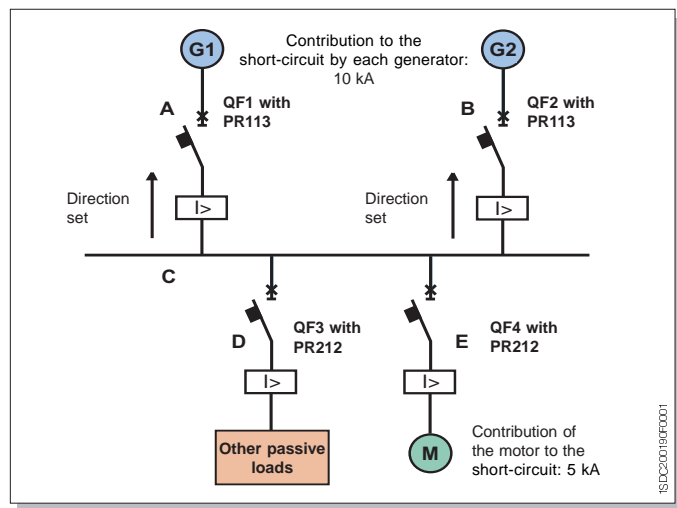 G1
Contribution to the
short-circuit by each generator:
10 kA
G2
A
QF1 with
PR113
B
QF2 with
PR113
Direction
set
I>
Direction
set
I>
C
D
QF3 with
PR212
E
QF4 with
PR212
I>
I>
Other passive
loads
M
Contribution of
the motor to the
short-circuit: 5 kA
1SDC200190F0001